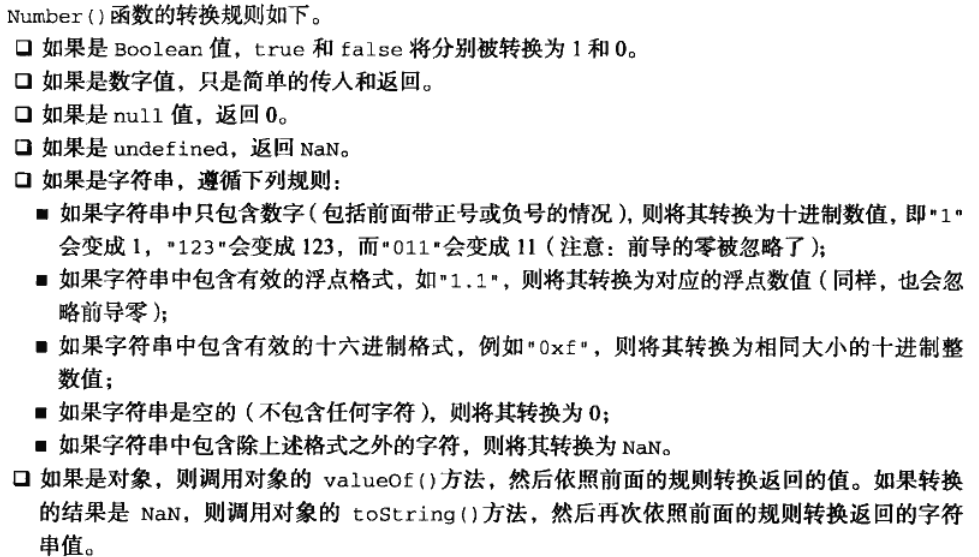 Number()函数的转换规则如下。
❑ 如果是 Boolean 值，true 和 false 将分别被转换为 1 和 0。
❑ 如果是数字值，只是简单的传入和返回。
❑ 如果是 null 值，返回 0。
❑ 如果是 undefined，返回 NaN。
❑ 如果是字符串，遵循下列规则：
■ 如果字符串中只包含数字（包括前面带正号或负号的情况），则将其转换为十进制数值，即"1"
会变成 1，"123"会变成 123，而"011"会变成 11（注意：前导的零被忽略了）；
■ 如果字符串中包含有效的浮点格式，如"1.1"，则将其转换为对应的浮点数值（同样，也会忽
略前导零）；
■ 如果字符串中包含有效的十六进制格式，例如"0xf"，则将其转换为相同大小的十进制整
数值；
■ 如果字符串是空的（不包含任何字符），则将其转换为 0；
■ 如果字符串中包含除上述格式之外的字符，则将其转换为 NaN。
❑ 如果是对象，则调用对象的 valueOf()方法，然后依照前面的规则转换返回的值。如果转换
的结果是 NaN，则调用对象的 toString()方法，然后再次依照前面的规则转换返回的字符
串值。